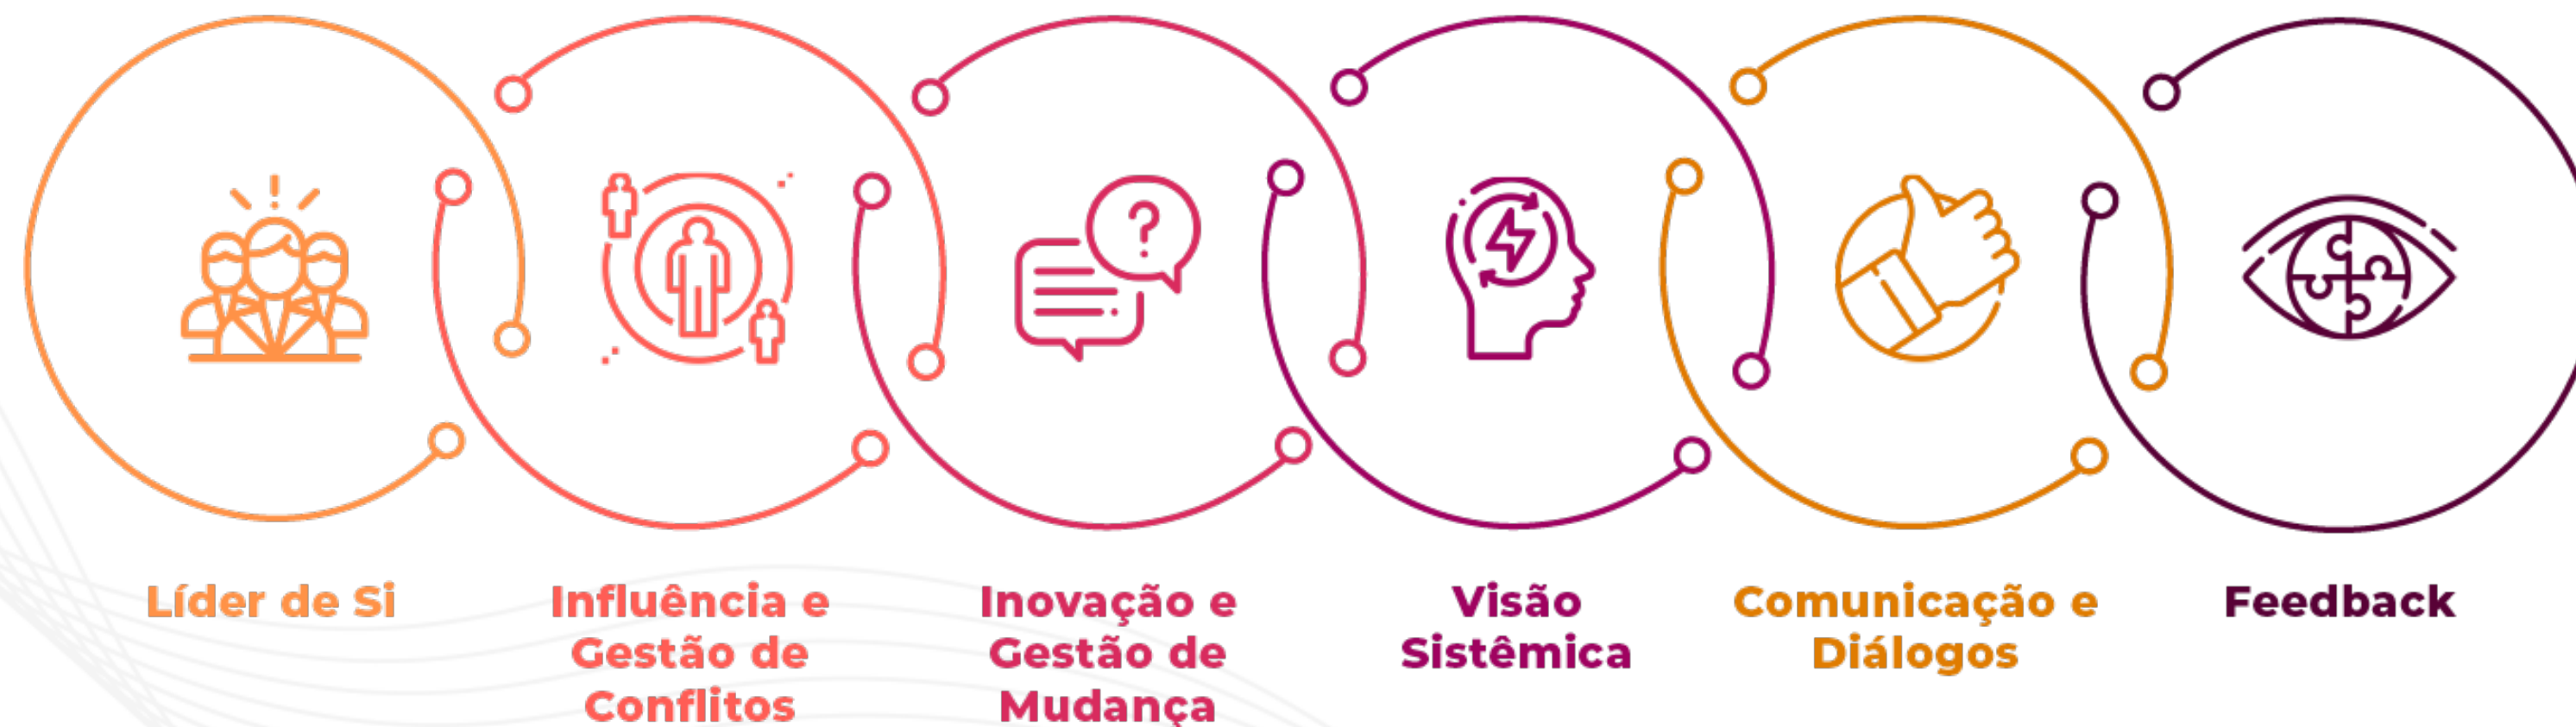 Líder de Si
Influência e
Gestão de
Conflitos
Inovação e
Gestão de
Mudança
Visão
Sistêmica
Comunicação e
Diálogos
Feedback
?